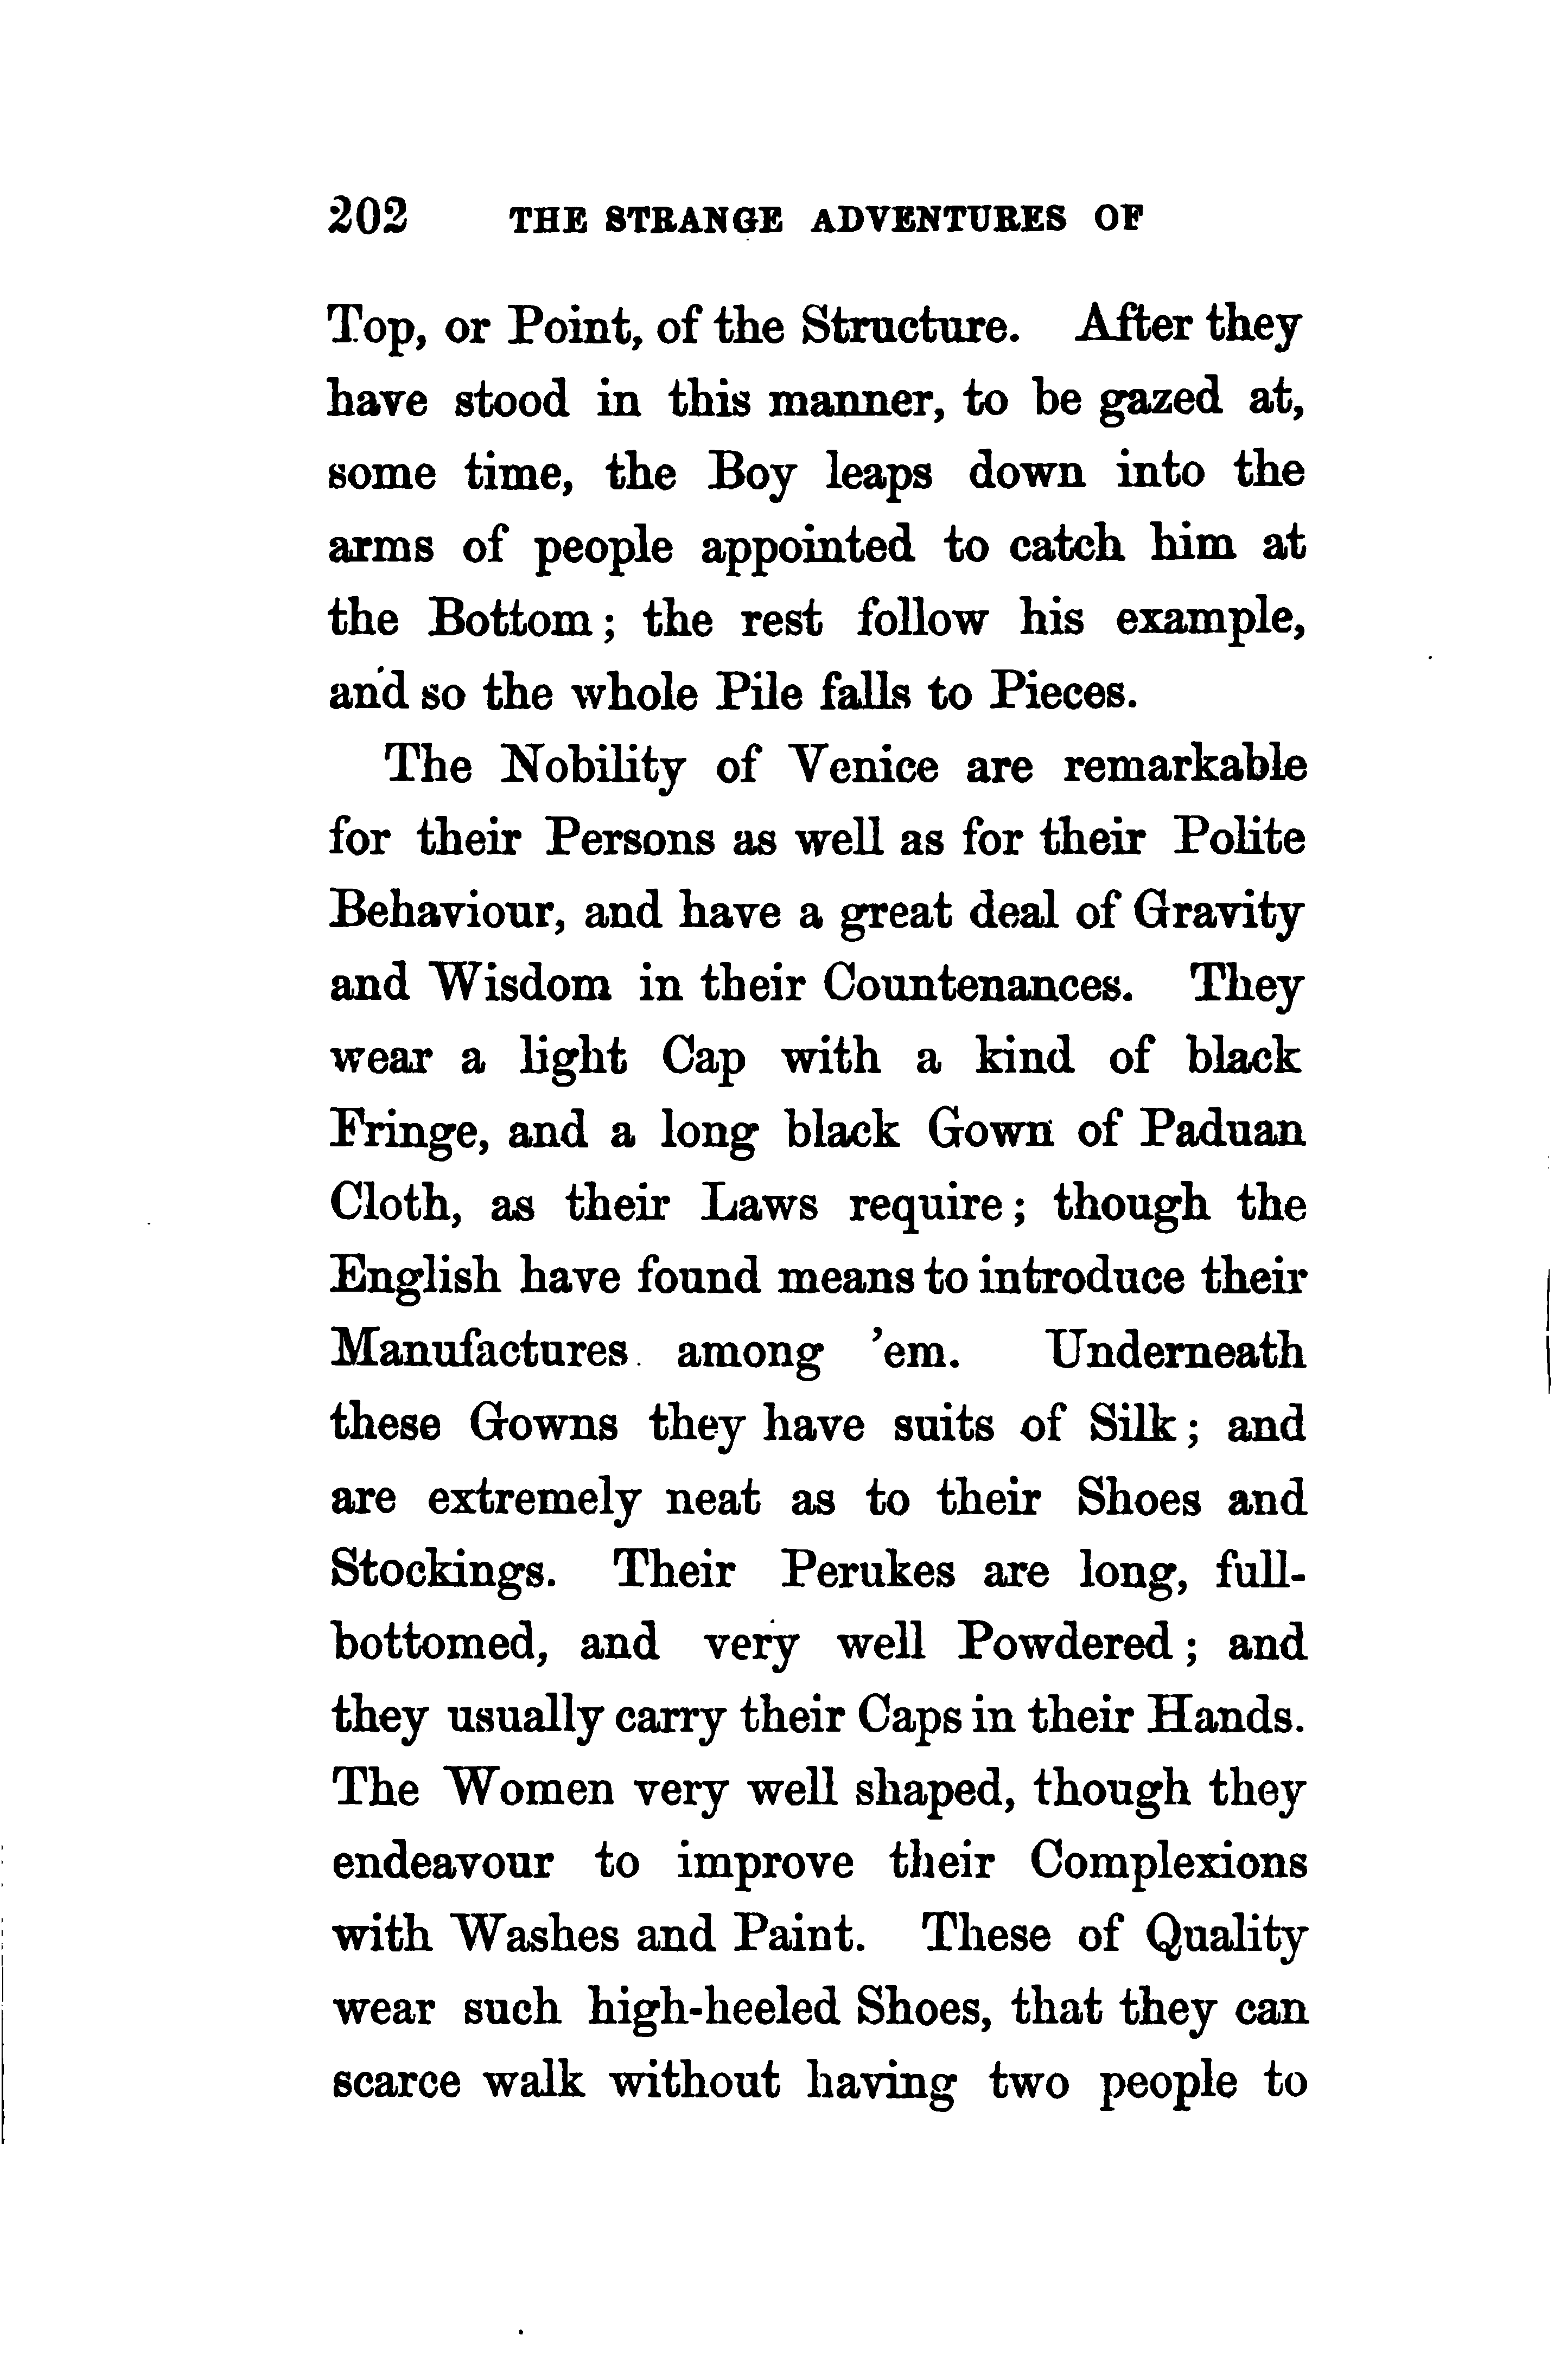 202 THE STRANGE ADVENTURES OF
Top, or Point, of the Structure. After they
have stood in this manner, to be gazed at,
some time, the Boy leaps down into the
arms of people appointed to catch him at
the Bottom; the rest follow his example,
and so the whole Pile falls to Pieces.
The Nobility of Venice are remarkable
for their Persons as well as for their Polite
Behaviour, and have a great deal of Gravity
and Wisdom in their Countenances. They
wear a light Cap with a kind of black
Fringe, and a long black Gown of Paduan
Cloth, as their Laws require; though the
English have found means to introduce their
Manufactures among 'em. Underneath
these Gowns they have suits of Silk; and
are extremely neat as to their Shoes and
Stockings. Their Perukes are long, full-
bottomed, and very well Powdered; and
they usually carry their Caps in their Hands.
The Women very well shaped, though they
endeavour to improve their Complexions
with Washes and Paint. These of Quality
wear such high-heeled Shoes, that they can
scarce walk without having two people to